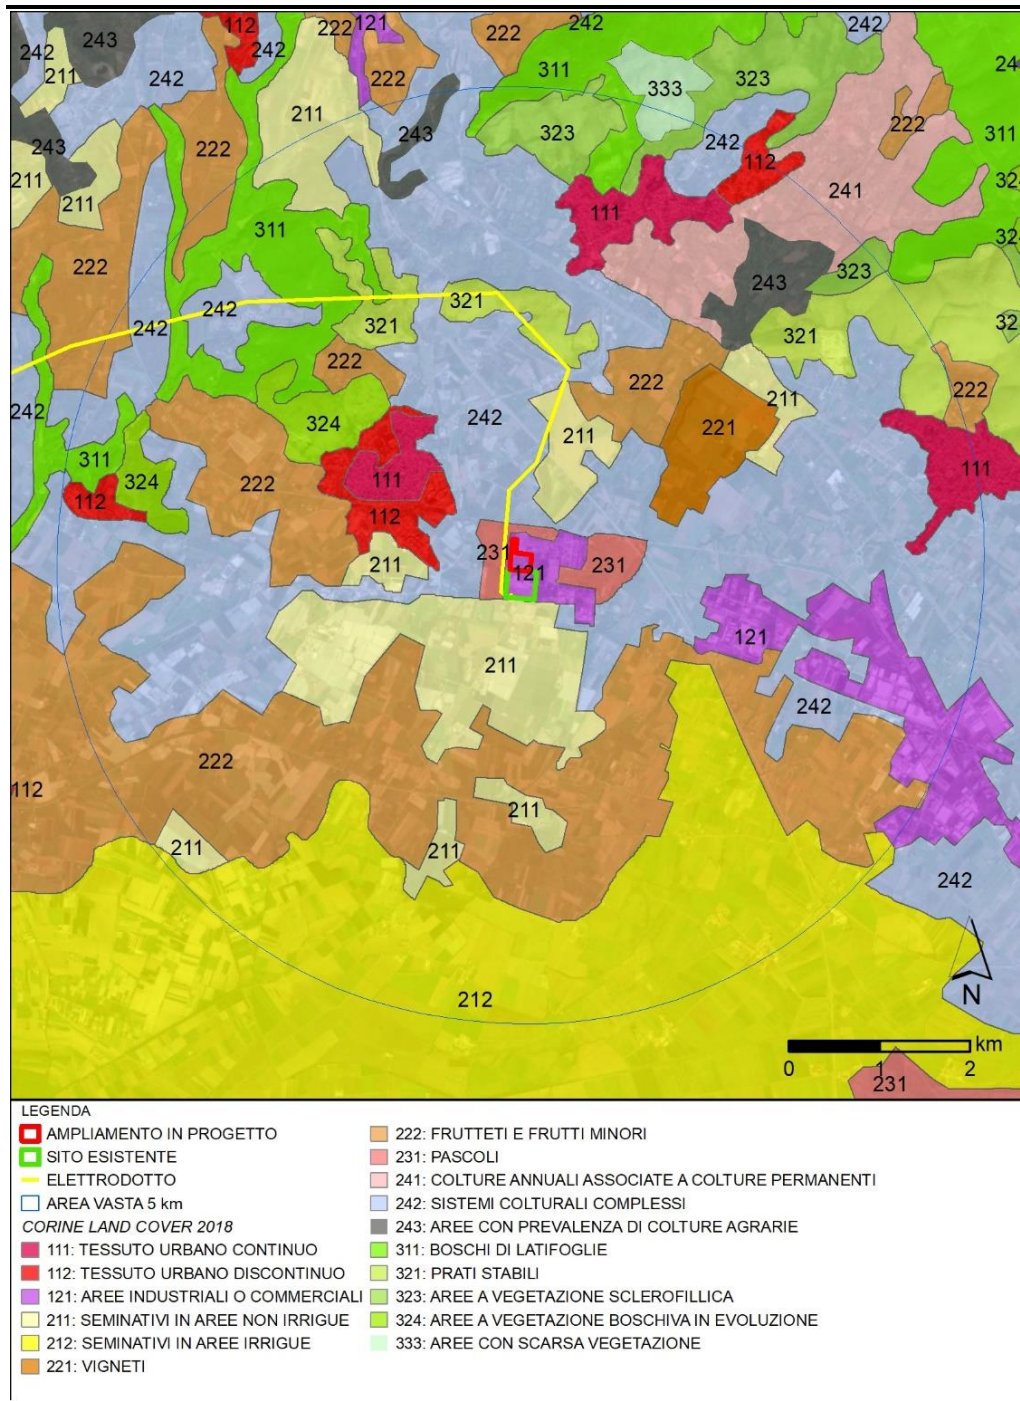 242
112
222
121
242
242
222
243
242
242
311
323
24
211
333
211
222
243
243
323
242
311
222
112
211
222
324
241
211
111
311
324
222
243
323
242
321
242
321
321
32
222
222
222
242
324
242
211
221
211
311
111
111
324
222
112
112
231
231
211
121
121
211
242
222
112
211
211
211
242
212
N
km
0 1 2
231
LEGENDA
AMPLIAMENTO IN PROGETTO
SITO ESISTENTE
ELETTRODOTTO
AREA VASTA 5 km
CORINE LAND COVER 2018
111: TESSUTO URBANO CONTINUO
112: TESSUTO URBANO DISCONTINUO
121: AREE INDUSTRIALI O COMMERCIALI
211: SEMINATIVI IN AREE NON IRRIGUE
212: SEMINATIVI IN AREE IRRIGUE
221: VIGNETI
222: FRUTTETI E FRUTTI MINORI
231: PASCOLI
241: COLTURE ANNUALI ASSOCIATE A COLTURE PERMANENTI
242: SISTEMI COLTURALI COMPLESSI
243: AREE CON PREVALENZA DI COLTURE AGRARIE
311: BOSCHI DI LATIFOGLIE
321: PRATI STABILI
323: AREE A VEGETAZIONE SCLEROFILLICA
324: AREE A VEGETAZIONE BOSCHIVA IN EVOLUZIONE
333: AREE CON SCARSA VEGETAZIONE